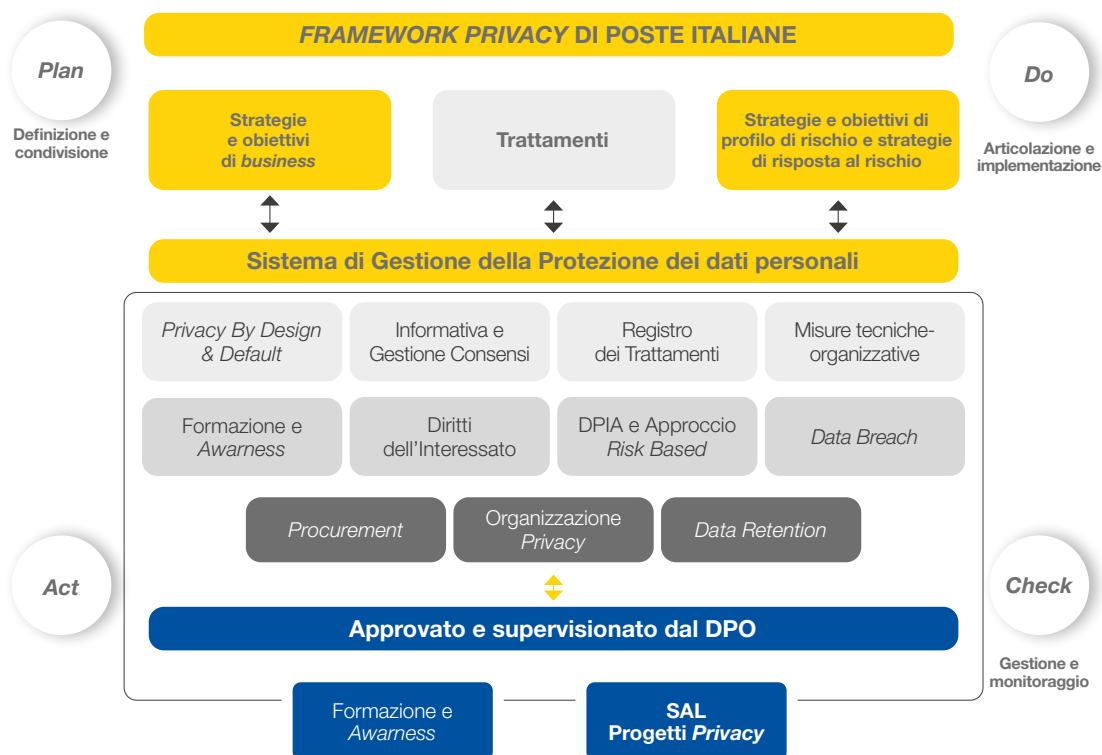 FRAMEWORK PRIVACY DI POSTE ITALIANE
Plan
Definizione e
condivisione
Do
Articolazione e
implementazione
Strategie
e obiettivi
di business
Trattamenti
Strategie e obiettivi di
profilo di rischio e strategie
di risposta al rischio
Sistema di Gestione della Protezione dei dati personali
Privacy By Design
& Default
Informativa e
Gestione Consensi
Registro
dei Trattamenti
Misure tecniche-
organizzative
Formazione e
Awarness
Diritti
dell'Interessato
DPIA e Approccio
Risk Based
Data Breach
Procurement
Organizzazione
Privacy
Data Retention
Act
Check
Gestione e
monitoraggio
Approvato e supervisionato dal DPO
Formazione e
Awarness
SAL
Progetti Privacy